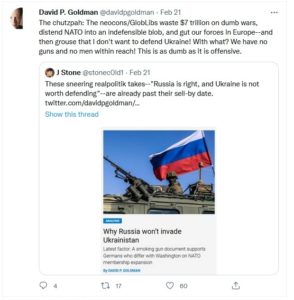 David P. Goldman @davidpgoldman · Feb 21
The chutzpah: The neocons/GlobLibs waste $7 trillion on dumb wars,
distend NATO into an indefensible blob, and gut our forces in Europe--and
then grouse that I don't want to defend Ukraine! With what? We have no
guns and no men within reach! This is as dumb as it is offensive.
J Stone @stonecold1 · Feb 21
These sneering realpolitik takes--"Russia is right, and Ukraine is not
worth defending"--are already past their sell-by date.
twitter.com/davidpgoldman/...
Show this thread
Why Russia won't invade
Ukrainistan
Latest factor: A smoking gun document supports
Germans who differ with Washington on NATO
membership expansion
By DAVID P. GOLDMAN
4 17 60